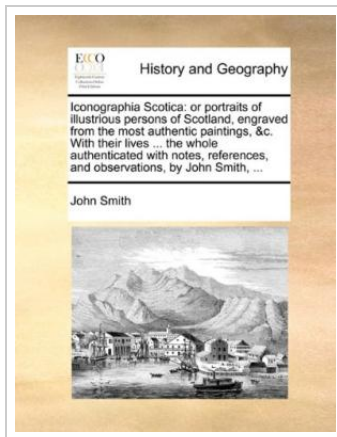 ECCO
History and Geography
Iconographia Scotica: or portraits of
illustrious persons of Scotland, engraved
from the most authentic paintings, &c.
With their lives ... the whole
authenticated with notes, references,
and observations, by John Smith, ...
John Smith